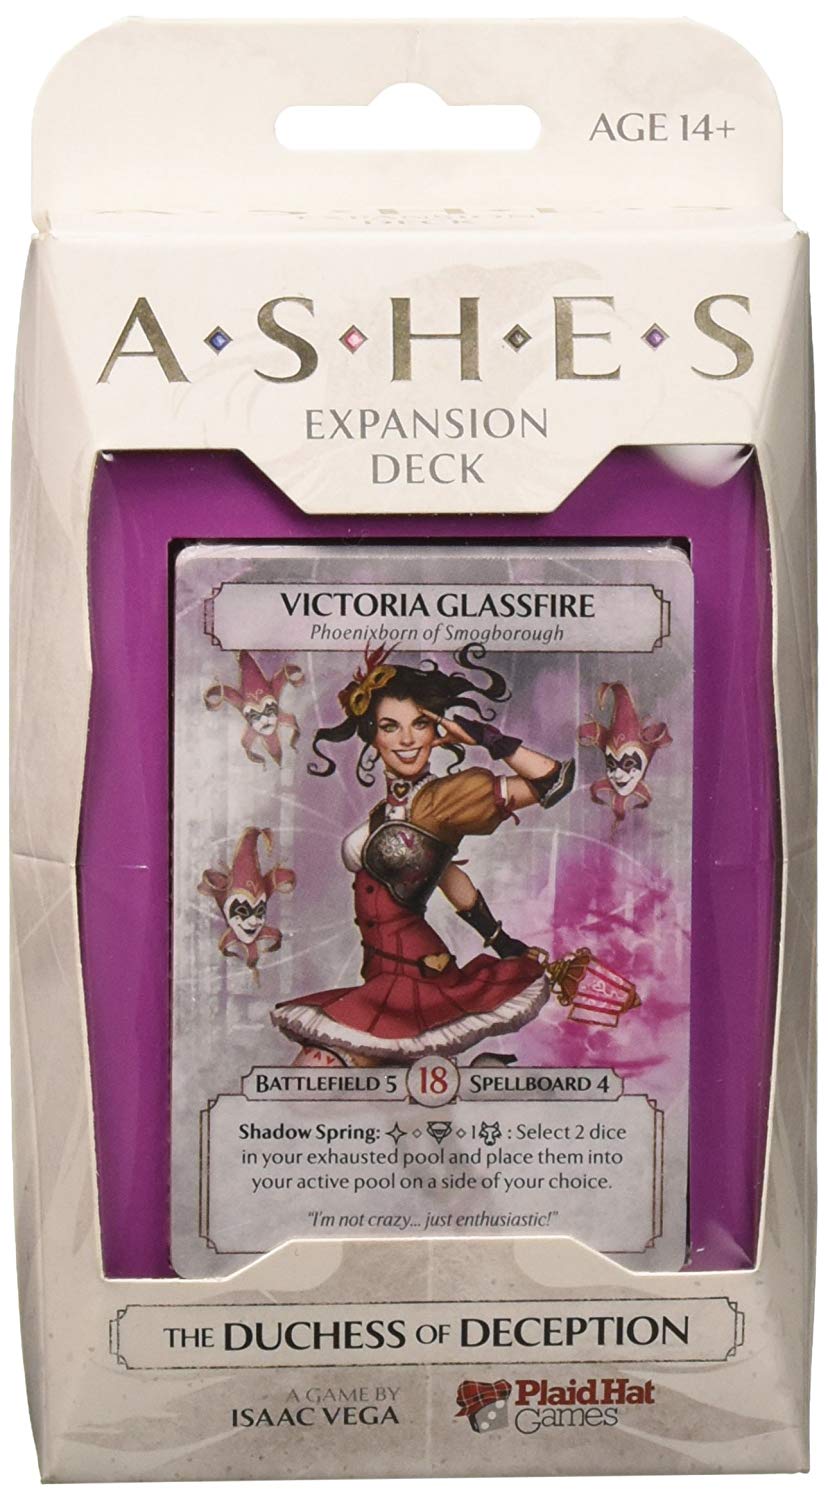 AGE 14+
EXPANSION
DECK
A·S·H·E·S
EXPANSION
DECK
VICTORIA GLASSFIRE
Phoenixborn of Smogborough
BATTLEFIELD 5 18 SPELLBOARD 4
Shadow Spring: 1 : Select 2 dice
in your exhausted pool and place them into
your active pool on a side of your choice.
"I'm not crazy... just enthusiastic!"
THE DUCHESS OF DECEPTION
A GAME BY
ISAAC VEGA
Plaid Hat
Games